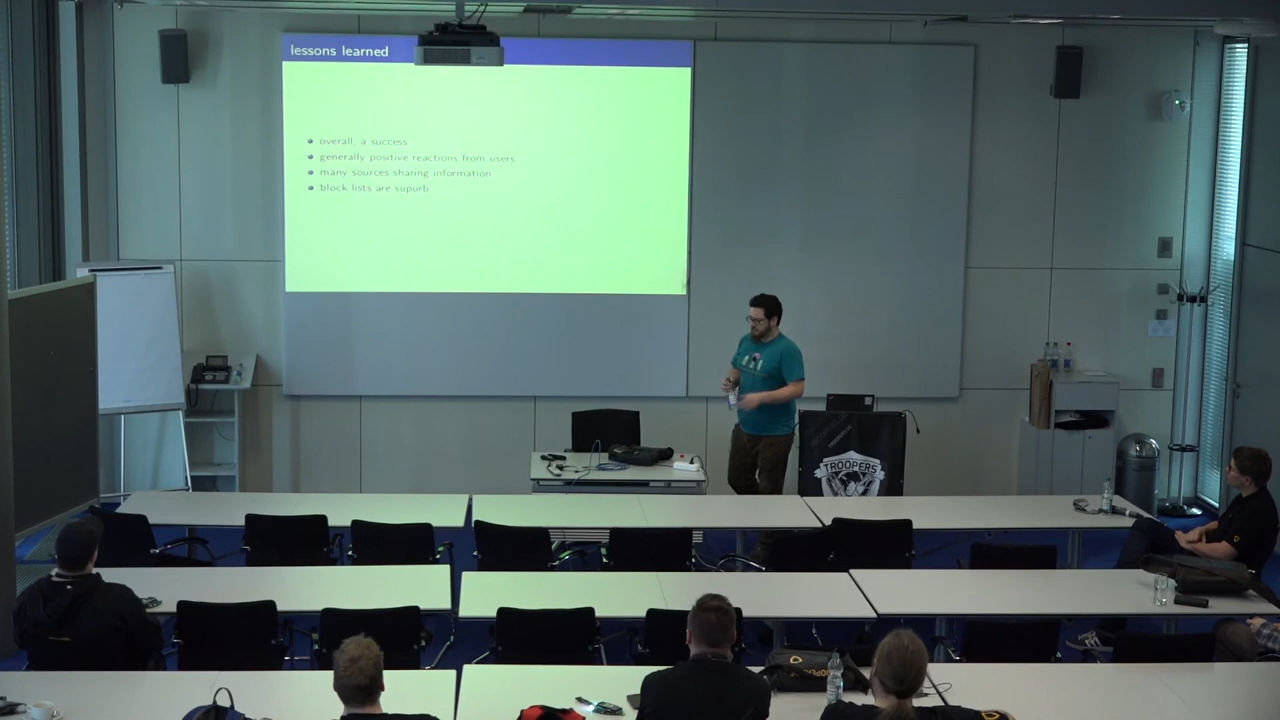 lessons learned
overall, a success
generally positive reactions from users
many sources sharing information
block lists are supurb
TROOPERS